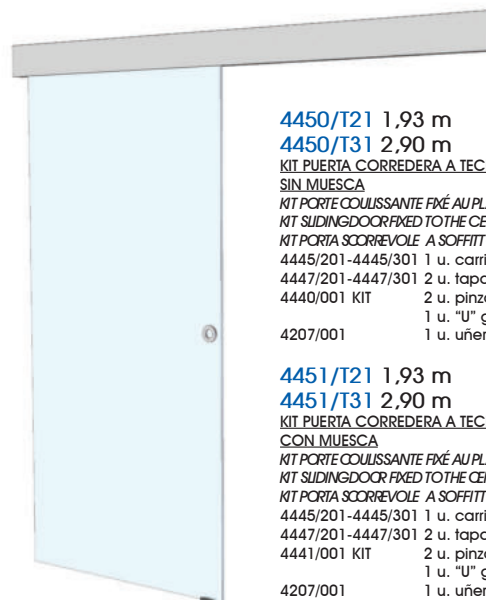 4450/T21 1,93 m
4450/T31 2,90 m
KIT PUERTA CORREDERA A TEC
SIN MUESCA
KIT PORTE COULISSANTE FIXÉ AU PL
KIT SLIDINGDOOR FIXED TO THE CE
KIT PORTA SCORREVOLE A SOFFITT
4445/201-4445/301 1 u. carri
4447/201-4447/301 2 u. tapa
4440/001 KIT 2 u. pinza
1 u. "U" g
4207/001 1 u. uñer
4451/T21 1,93 m
4451/T31 2,90 m
KIT PUERTA CORREDERA A TEC
CON MUESCA
KIT PORTE COULISSANTE FIXÉ AU PL
KIT SLIDINGDOOR FIXED TO THE CE
KIT PORTA SCORREVOLE A SOFFITT
4445/201-4445/301 1 u. carri
4447/201-4447/301 2 u. tapa
4441/001 KIT 2 u. pinza
1 u. "U" g
4207/001 1 u. uñer